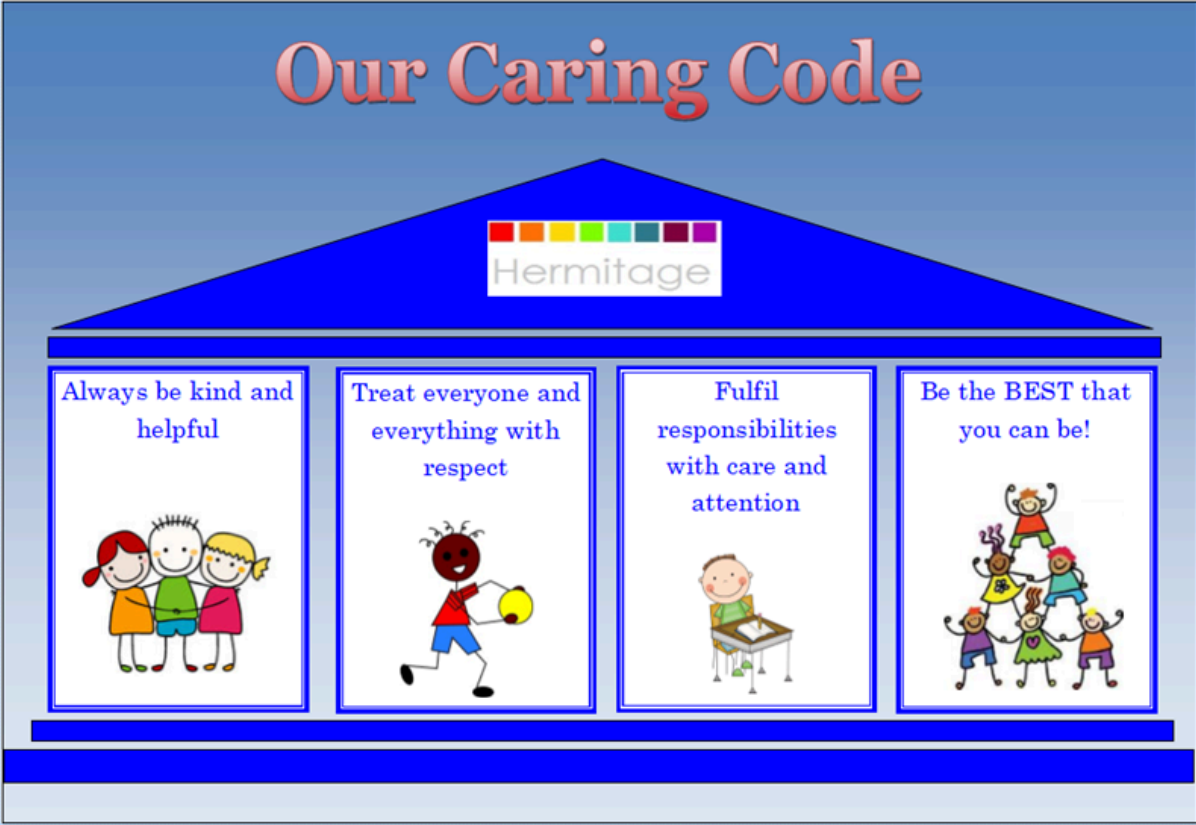 Our Caring Code
Hermitage
Always be kind and
helpful
Treat everyone and
everything with
respect
Fulfil
responsibilities
with care and
attention
Be the BEST that
you can be!